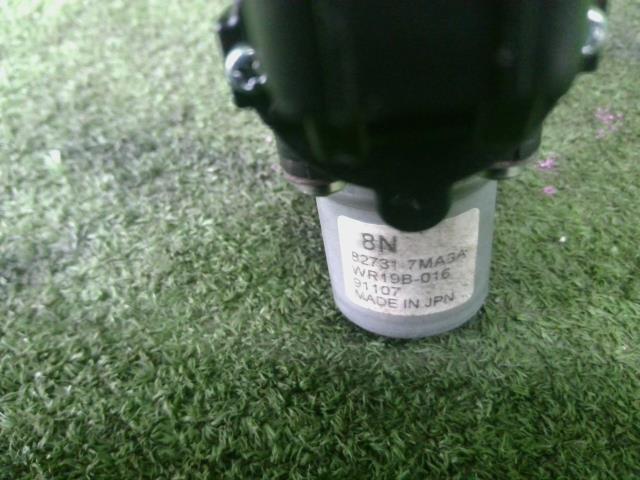 8N
82731 7MA3A
WR19B-016
91107
MADE IN JPN